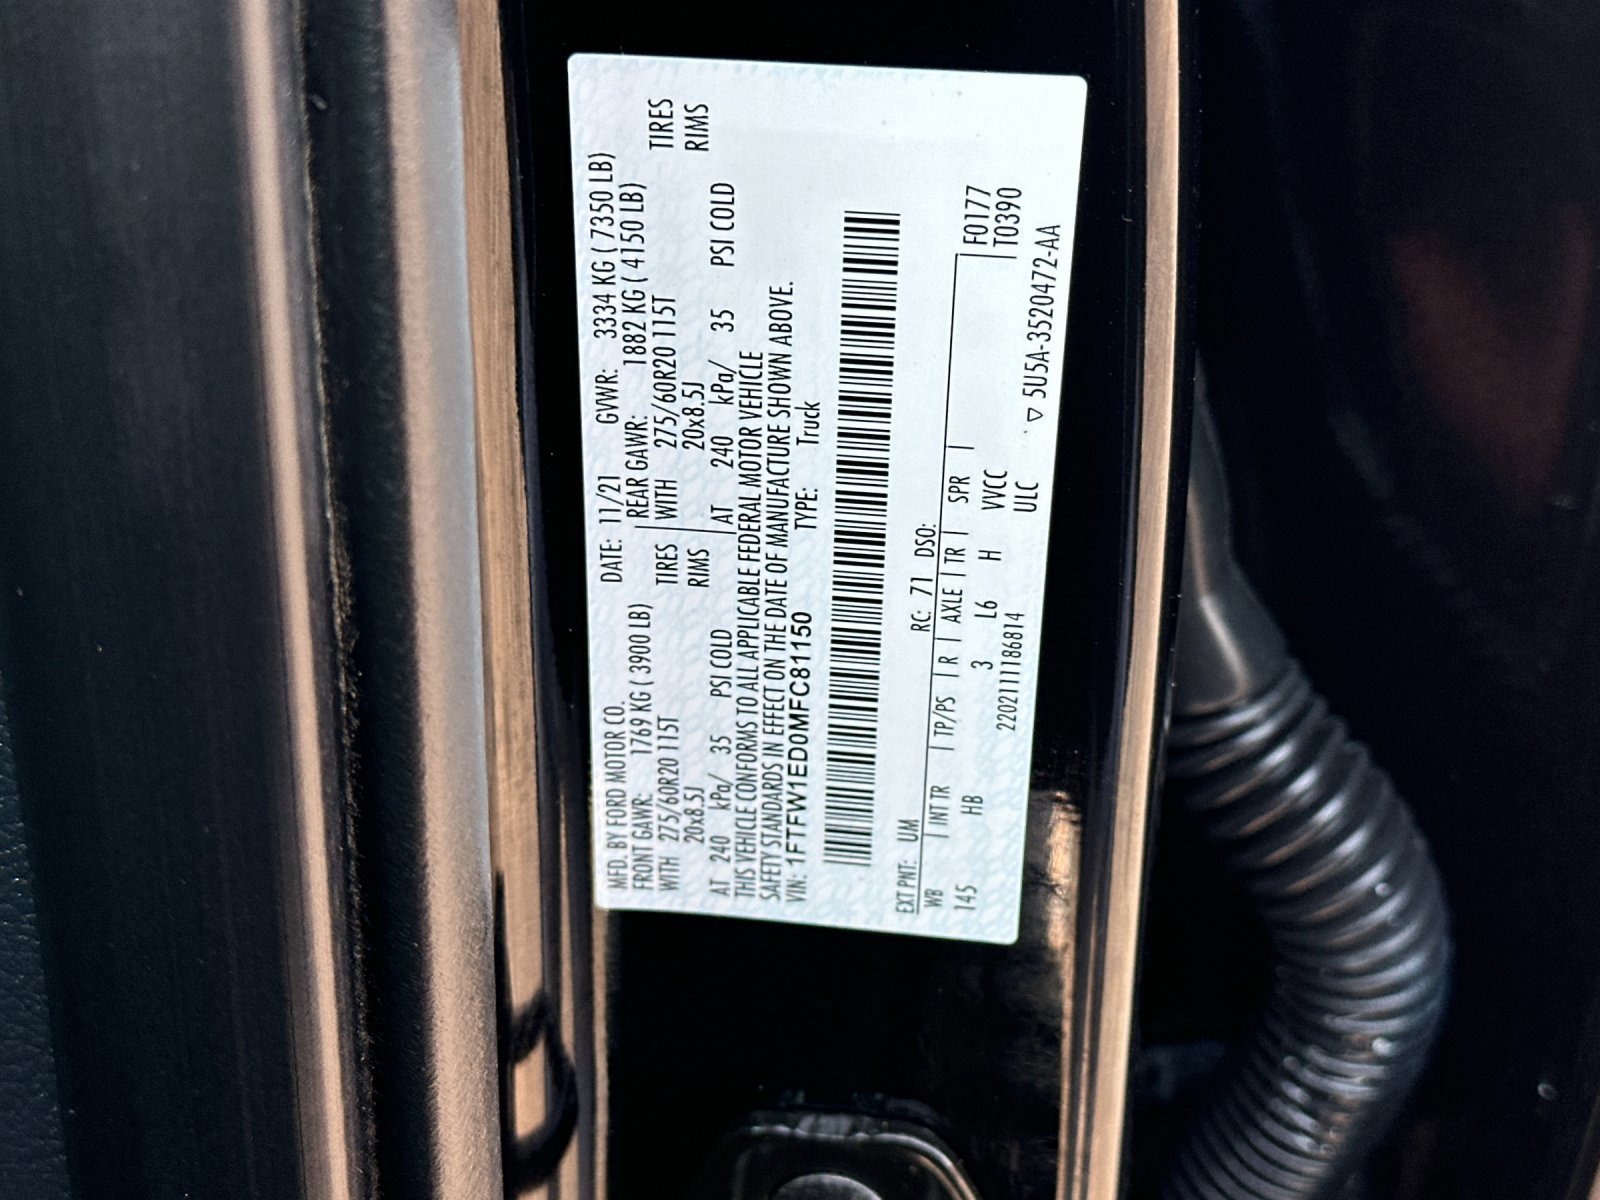 MFD. BY FORD MOTOR CO.
DATE: 11/21 GVWR: 3334 KG ( 7350 LB)
FRONT GAWR: 1769 KG ( 3900 LB)
REAR GAWR: 1882 KG ( 4150 LB)
WITH 275/60R20 115T TIRES
WITH 275/60R20 115T TIRES
20x8.5J RIMS
20x8.5J RIMS
AT 240 kPa/ 35 PSI COLD
AT 240 kPa/ 35 PSI COLD
THIS VEHICLE CONFORMS TO ALL APPLICABLE FEDERAL MOTOR VEHICLE
SAFETY STANDARDS IN EFFECT ON THE DATE OF MANUFACTURE SHOWN ABOVE.
VIN: 1FTFW1ED0MFC81150 TYPE: Truck
EXT PNT: UM RC: 71 DSO:
WB | INT TR | TP/PS | R | AXLE | TR | SPR | F0177
145 HB 3 L6 H VVCC T0390
220211186814 ULC
▽ 5U5A-3520472-AA